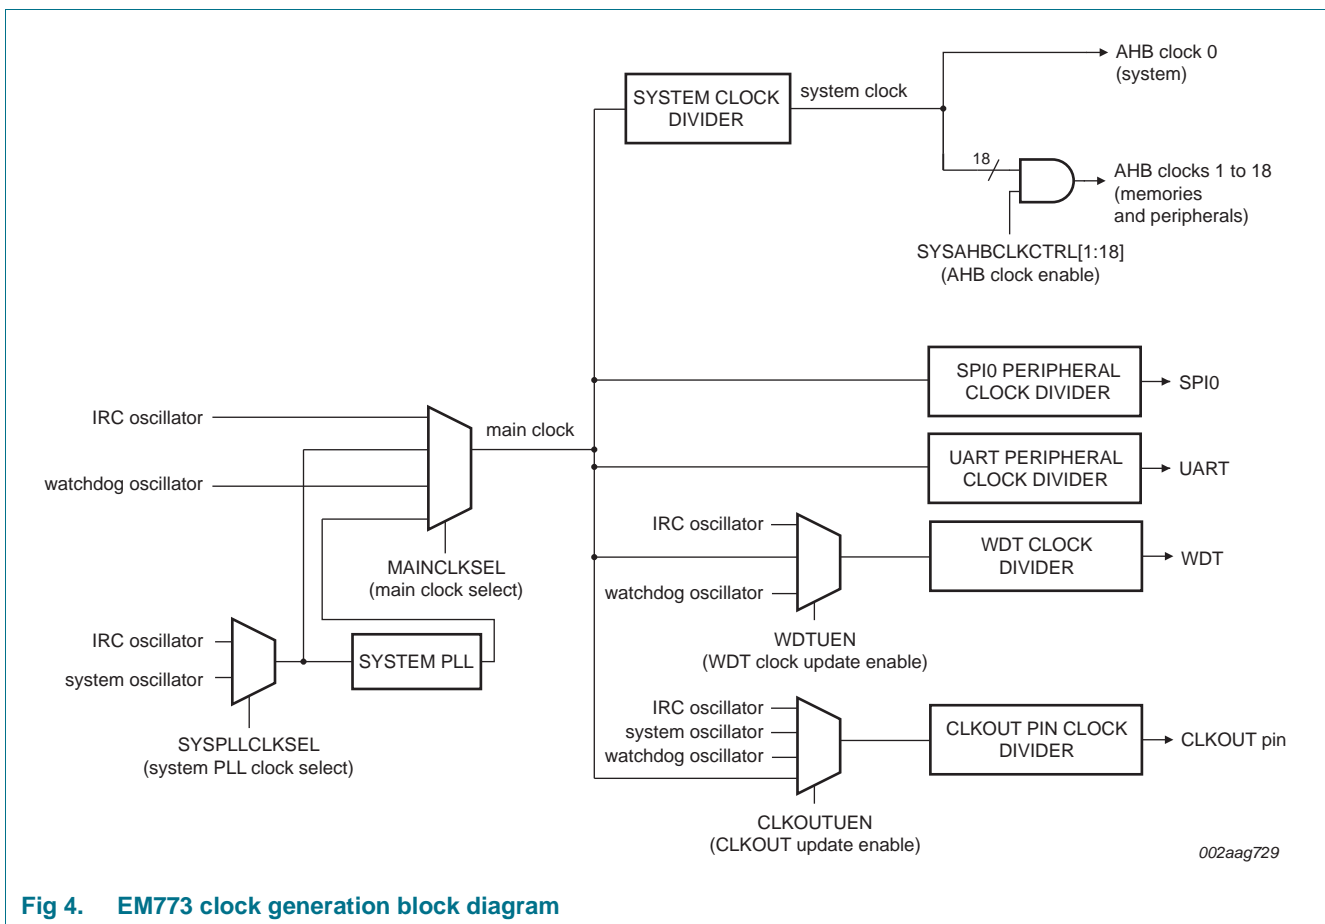 AHB clock 0
(system)
SYSTEM CLOCK
DIVIDER
system clock
18
AHB clocks 1 to 18
(memories
and peripherals)
SYSAHBCLKCTRL[1:18]
(AHB clock enable)
SPI0 PERIPHERAL
CLOCK DIVIDER
SPI0
IRC oscillator
main clock
UART PERIPHERAL
CLOCK DIVIDER
UART
watchdog oscillator
IRC oscillator
WDT CLOCK
DIVIDER
WDT
MAINCLKSEL
(main clock select)
watchdog oscillator
IRC oscillator
system oscillator
SYSTEM PLL
WDTUEN
(WDT clock update enable)
SYSPLLCLKSEL
(system PLL clock select)
IRC oscillator
system oscillator
watchdog oscillator
CLKOUT PIN CLOCK
DIVIDER
CLKOUT pin
CLKOUTUEN
(CLKOUT update enable)
002aag729
Fig 4. EM773 clock generation block diagram